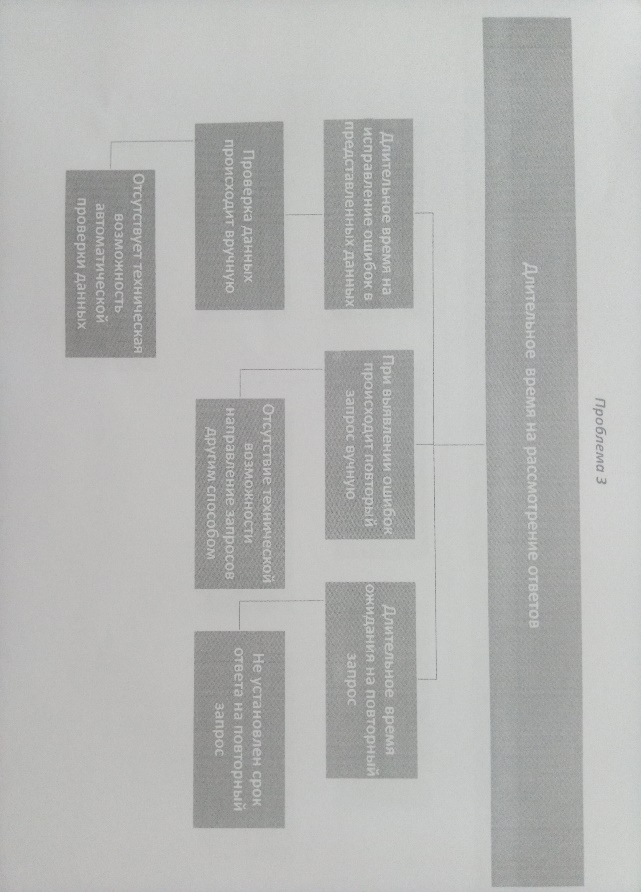 Проблема 3
Длительное время на рассмотрение ответов
Длительное время на
исправление ошибок в
представленных данных
При выявлении ошибок
происходит повторый
запрос вучную
Длительное время
ожидания на повторный
запрос
Проверка данных
происходит вручную
Отсутствие технической
возможности
направление запросов
другим способом
Не установлен срок
ответа на повторный
запрос
Отсутствует техническая
возможность
автоматической
проверки данных